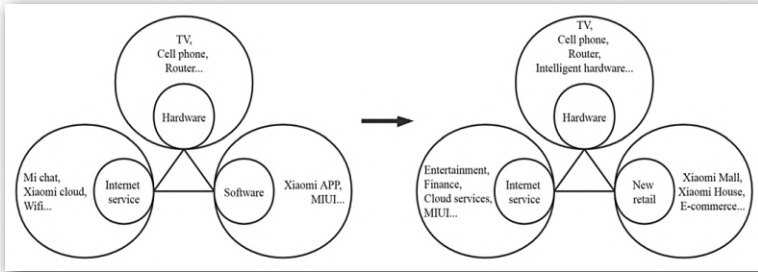 TV,
Cell phone,
Router...
Hardware
Mi chat,
Xiaomi cloud,
Wifi...
Internet
service
Software
Xiaomi APP,
MIUI...
TV,
Cell phone,
Router,
Intelligent hardware...
Hardware
Entertainment,
Finance,
Cloud services,
MIUI...
Internet
service
New
retail
Xiaomi Mall,
Xiaomi House,
E-commerce...